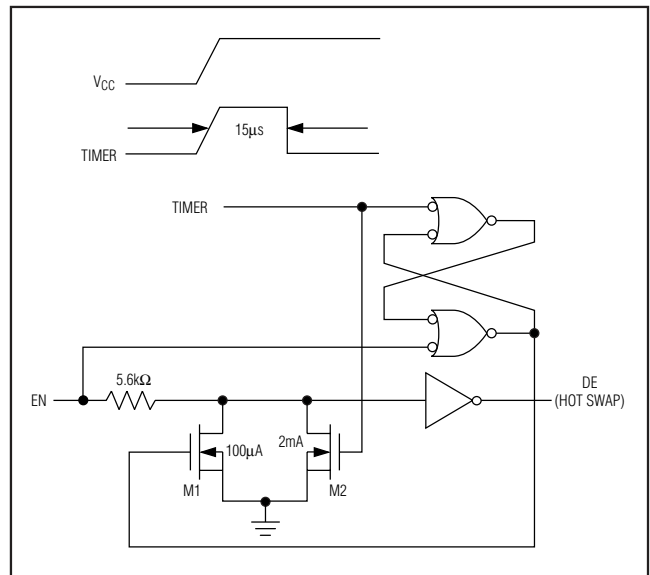 VCC
15μs
TIMER
TIMER
5.6kΩ
EN
DE
(HOT SWAP)
100μA
2mA
M1
M2